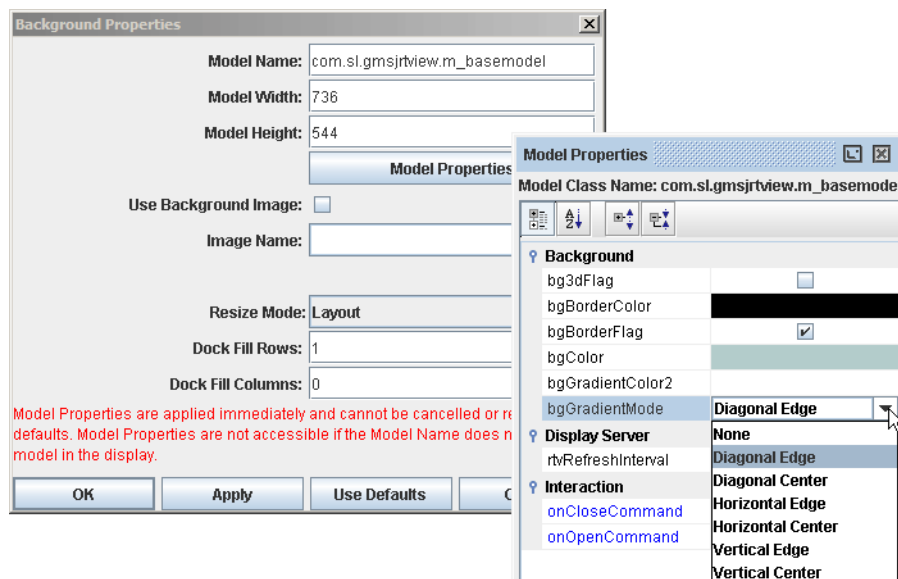 Background Properties
Model Name: com.sl.gmsjrtview.m_basemodel
Model Width: 736
Model Height: 544
Model Properties
Use Background Image:
Image Name:
Resize Mode: Layout
Dock Fill Rows: 1
Dock Fill Columns: 0
Model Properties are applied immediately and cannot be cancelled or re
defaults. Model Properties are not accessible if the Model Name does n
model in the display.
OK Apply Use Defaults C
Model Properties
Model Class Name: com.sl.gmsjrtview.m_basemode
A
Z
Background
bg3dFlag
bgBorderColor
bgBorderFlag
bgColor
bgGradientColor2
bgGradientMode Diagonal Edge
Display Server None
rtvRefreshInterval Diagonal Edge
Interaction Diagonal Center
onCloseCommand Horizontal Edge
onOpenCommand Horizontal Center
Vertical Edge
Vertical Center